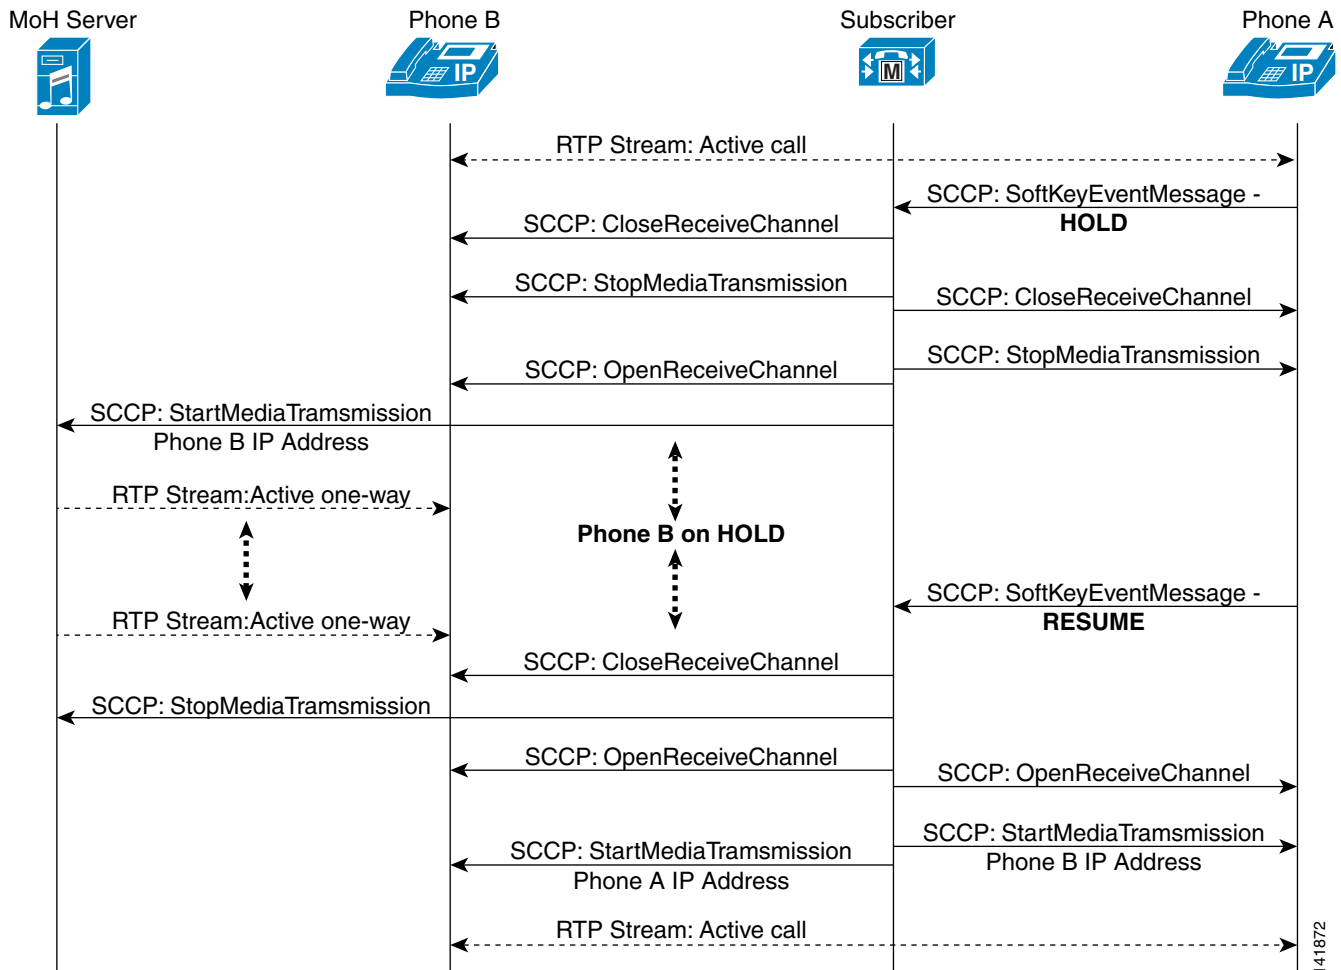 MoH Server
Phone B
Subscriber
Phone A
IP
M
IP
RTP Stream: Active call
SCCP: SoftKeyEventMessage -
HOLD
SCCP: CloseReceiveChannel
SCCP: StopMediaTransmission
SCCP: CloseReceiveChannel
SCCP: StopMediaTransmission
SCCP: OpenReceiveChannel
SCCP: StartMediaTramsmission
Phone B IP Address
RTP Stream:Active one-way
Phone B on HOLD
SCCP: SoftKeyEventMessage -
RESUME
RTP Stream:Active one-way
SCCP: CloseReceiveChannel
SCCP: StopMediaTramsmission
SCCP: OpenReceiveChannel
SCCP: OpenReceiveChannel
SCCP: StartMediaTramsmission
Phone B IP Address
SCCP: StartMediaTramsmission
Phone A IP Address
RTP Stream: Active call
141872